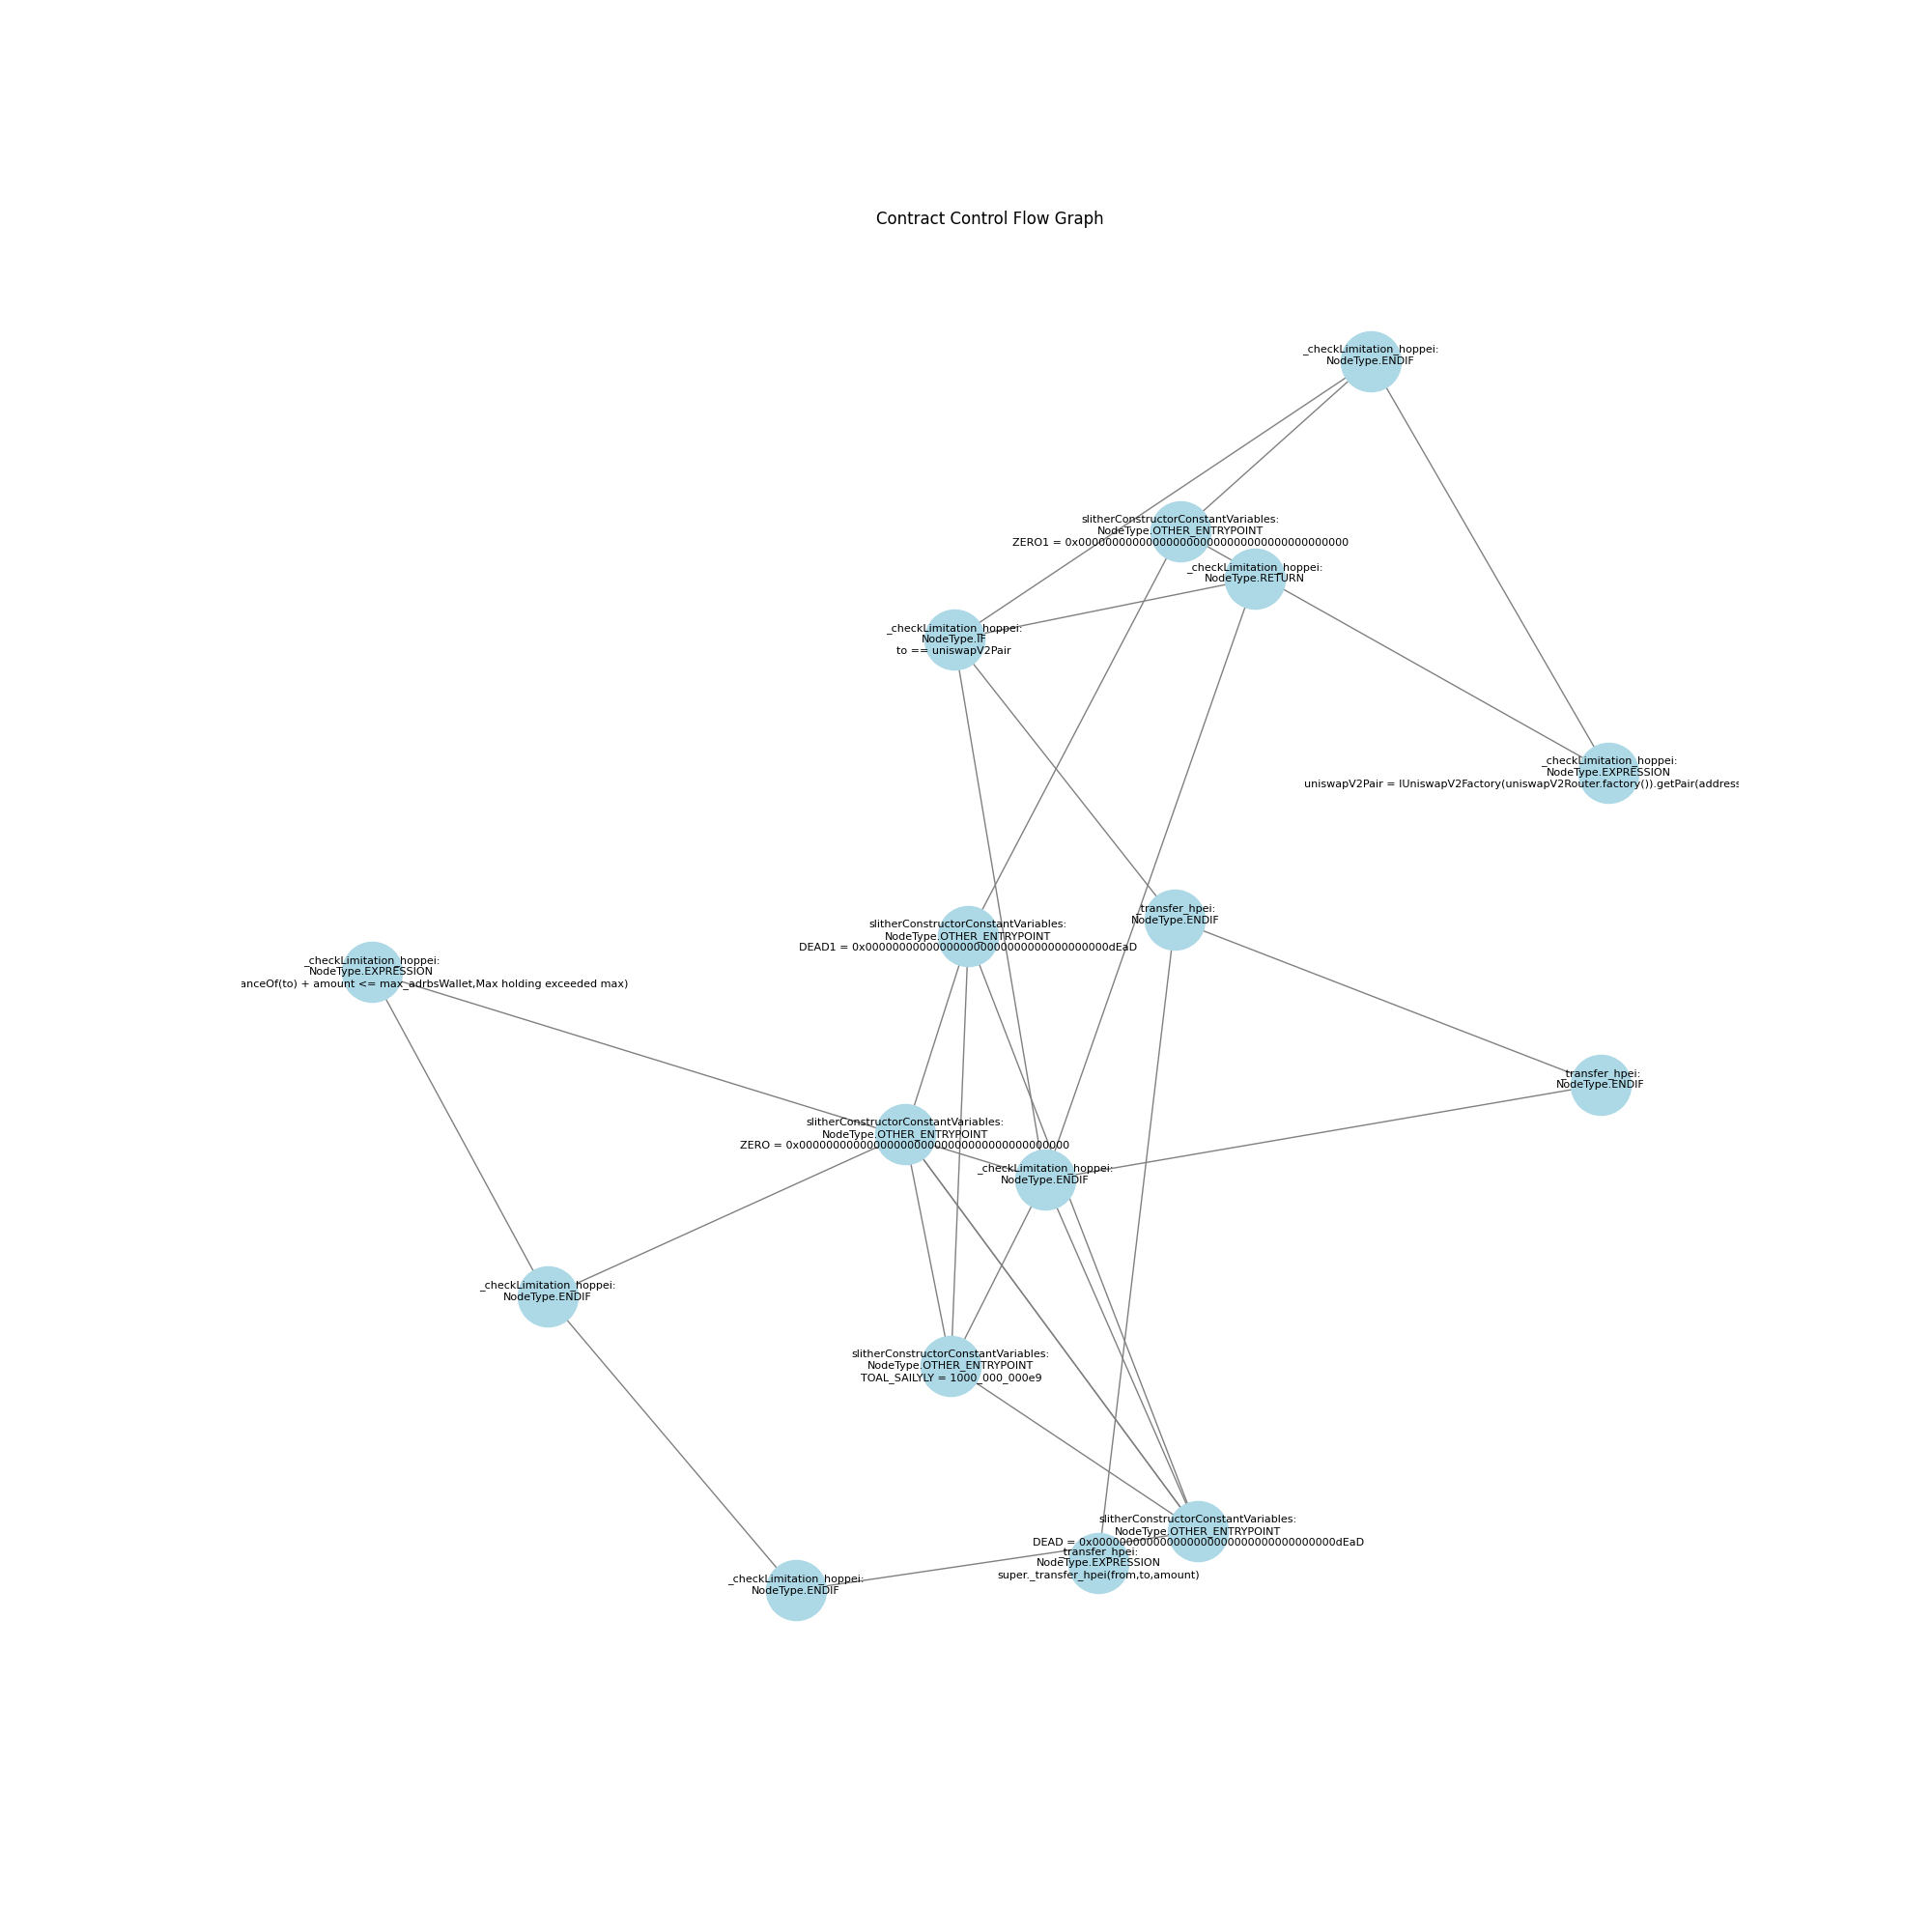 Contract Control Flow Graph
_checkLimitation_hoppei:
NodeType.ENDIF
slitherConstructorConstantVariables:
NodeType.OTHER_ENTRYPOINT
ZERO1 = 0x0000000000000000000000000000000000000000
_checkLimitation_hoppei:
NodeType.RETURN
_checkLimitation_hoppei:
NodeType.IF
to == uniswapV2Pair
_checkLimitation_hoppei:
NodeType.EXPRESSION
uniswapV2Pair = IUniswapV2Factory(uniswapV2Router.factory()).getPair(address
_transfer_hpei:
NodeType.ENDIF
slitherConstructorConstantVariables:
NodeType.OTHER_ENTRYPOINT
DEAD1 = 0x000000000000000000000000000000000000dEaD
_checkLimitation_hoppei:
NodeType.EXPRESSION
anceOf(to) + amount <= max_adrbsWallet,Max holding exceeded max)
_transfer_hpei:
NodeType.ENDIF
slitherConstructorConstantVariables:
NodeType.OTHER_ENTRYPOINT
ZERO = 0x0000000000000000000000000000000000000000
_checkLimitation_hoppei:
NodeType.ENDIF
_checkLimitation_hoppei:
NodeType.ENDIF
slitherConstructorConstantVariables:
NodeType.OTHER_ENTRYPOINT
TOAL_SAILYLY = 1000_000_000e9
slitherConstructorConstantVariables:
NodeType.OTHER_ENTRYPOINT
DEAD = 0x000000000000000000000000000000000000dEaD
_transfer_hpei:
NodeType.EXPRESSION
super._transfer_hpei(from,to,amount)
_checkLimitation_hoppei:
NodeType.ENDIF